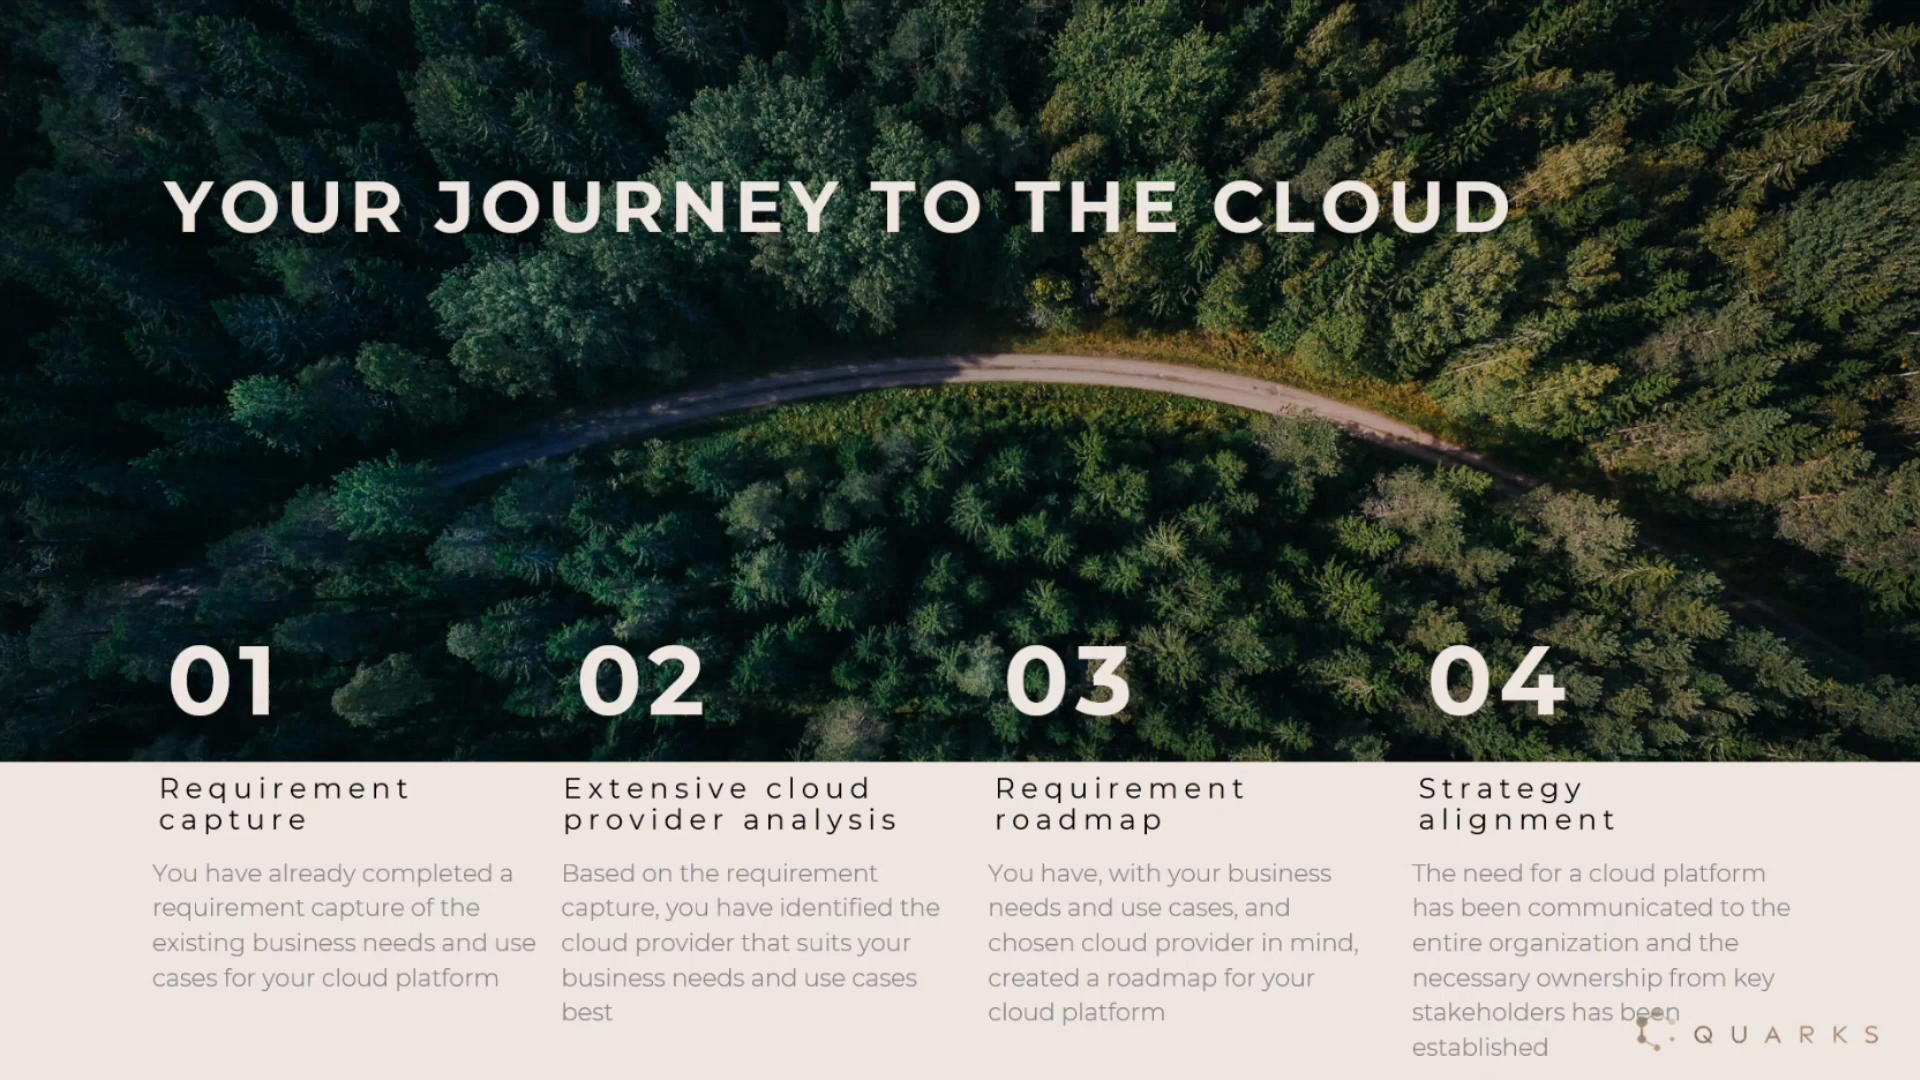 YOUR JOURNEY TO THE CLOUD
01
Requirement
capture
You have already completed a
requirement capture of the
existing business needs and use
cases for your cloud platform
02
Extensive cloud
provider analysis
Based on the requirement
capture, you have identified the
cloud provider that suits your
business needs and use cases
best
03
Requirement
roadmap
You have, with your business
needs and use cases, and
chosen cloud provider in mind,
created a roadmap for your
cloud platform
04
Strategy
alignment
The need for a cloud platform
has been communicated to the
entire organization and the
necessary ownership from key
stakeholders has been
established
QUARKS